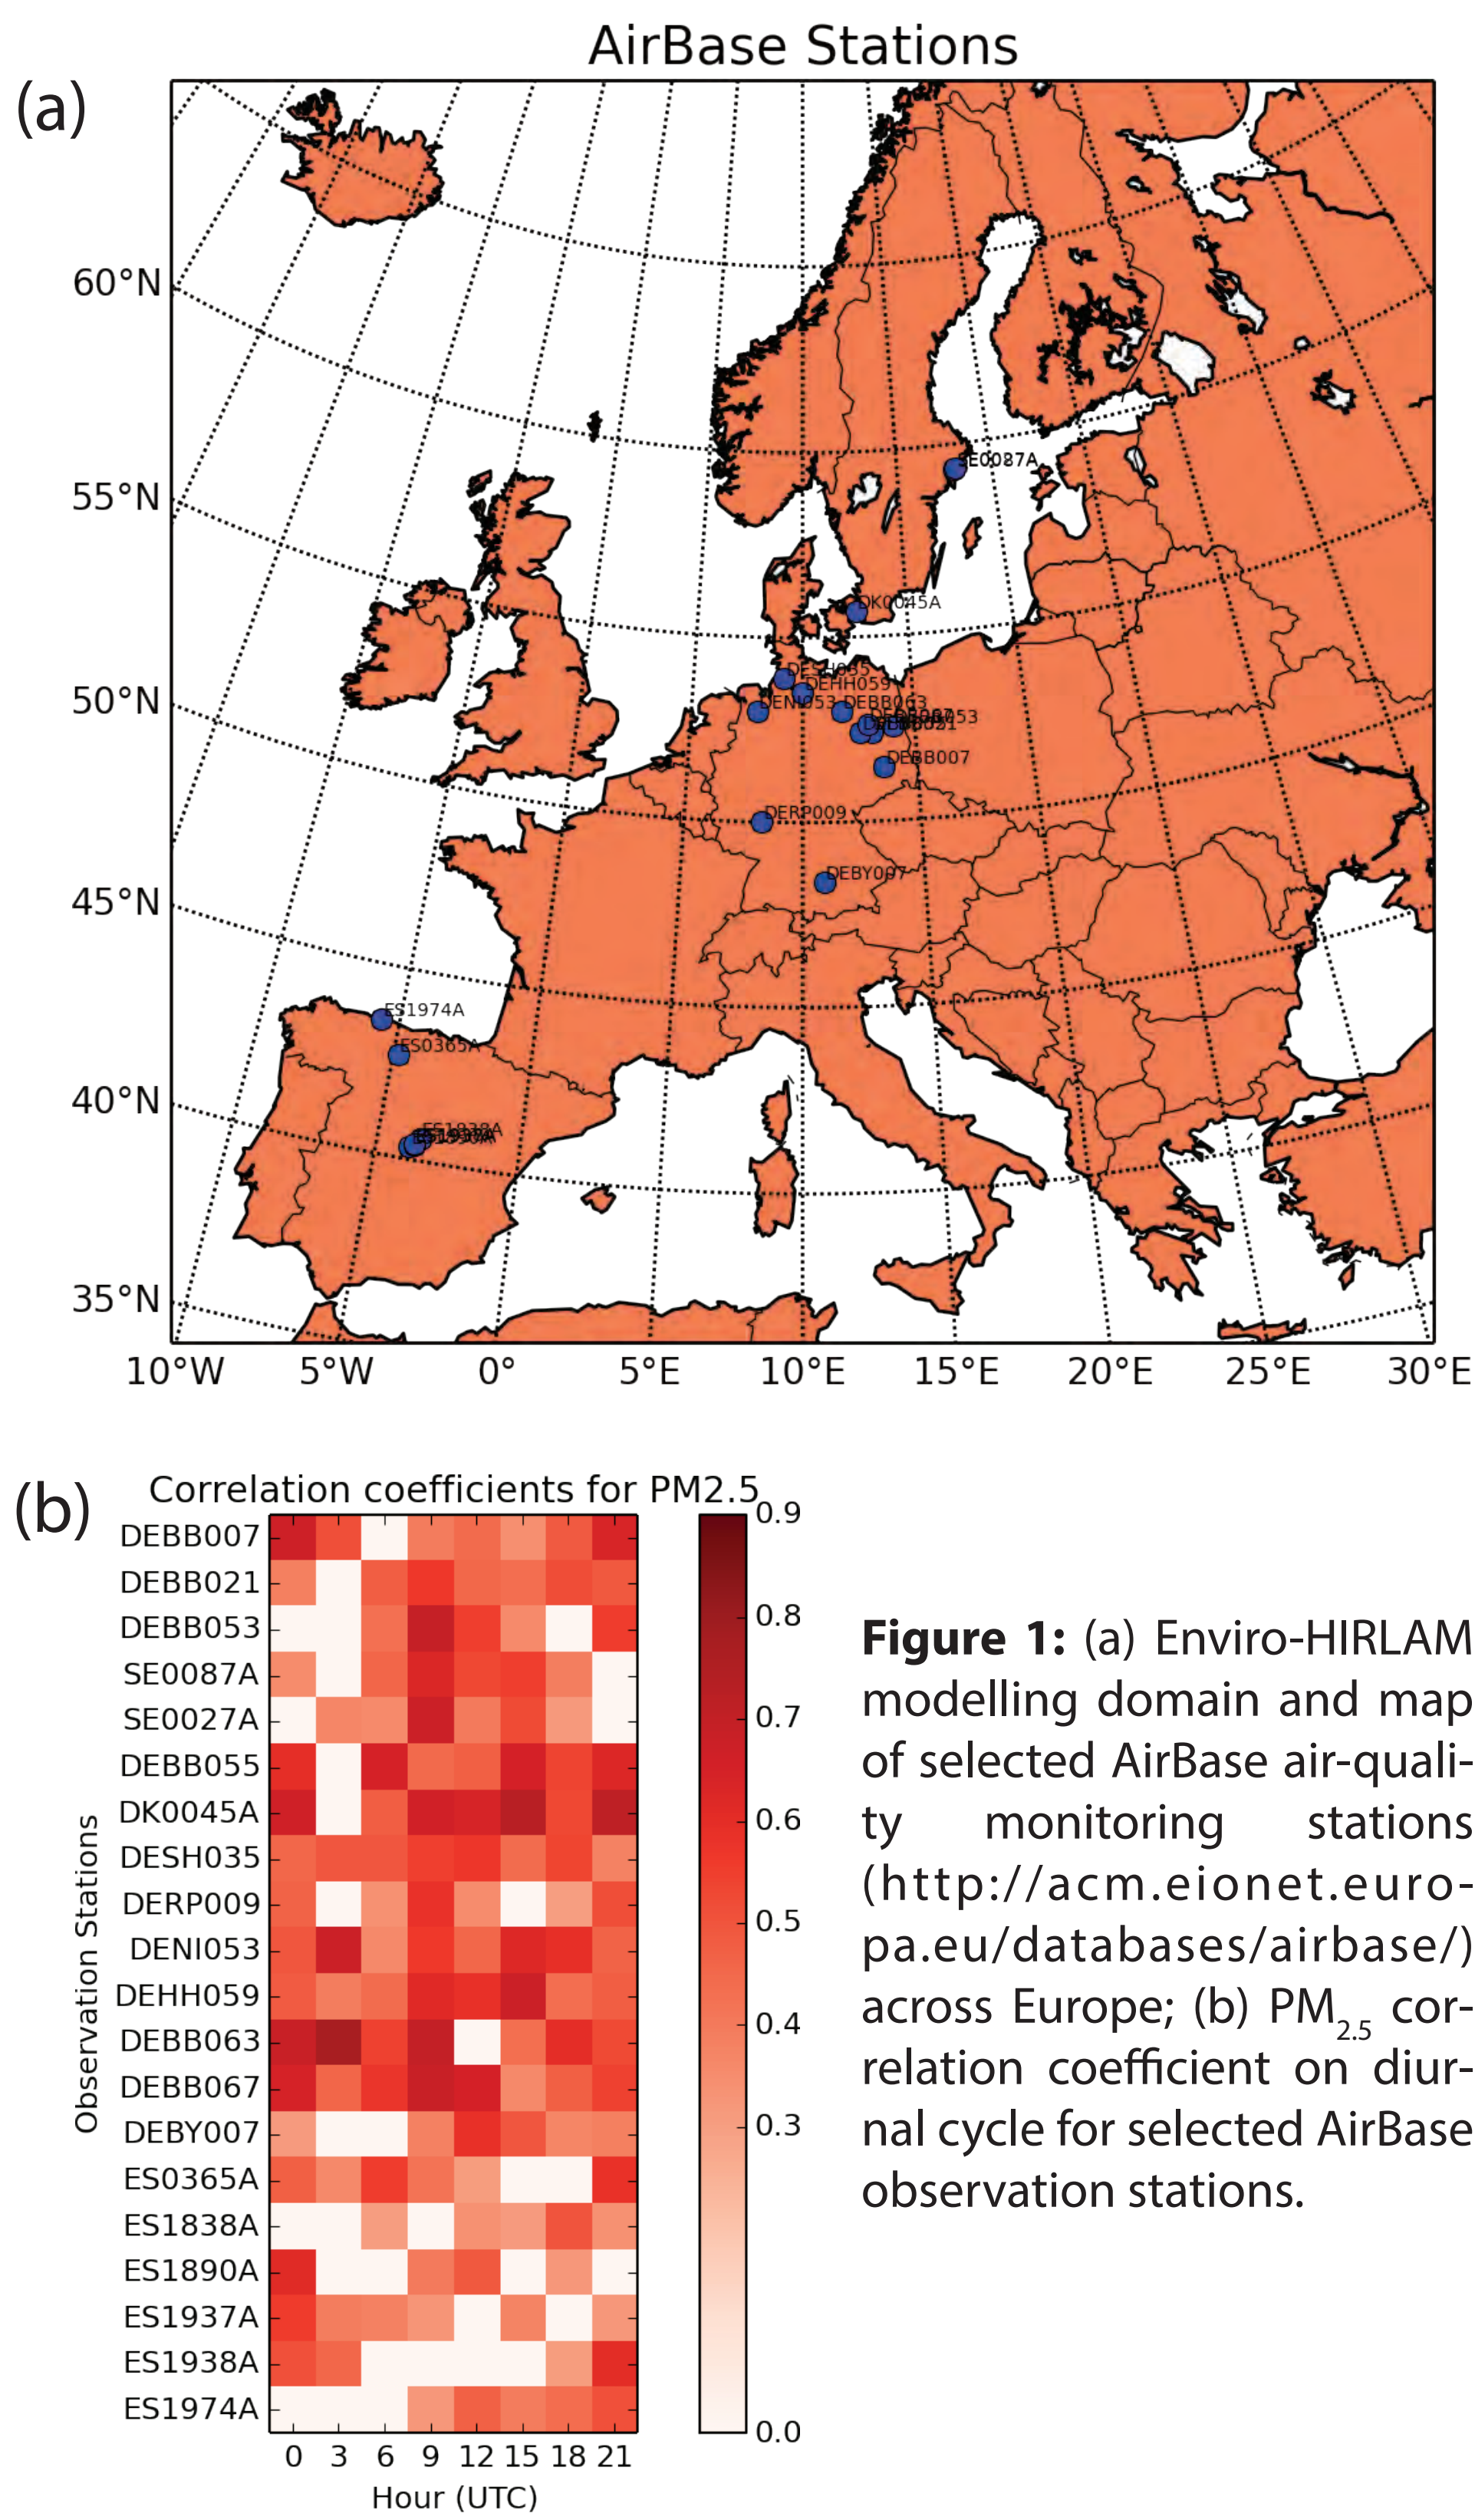 AirBase Stations
(a)
60°N
55°N
50°N
45°N
40°N
35°N
10°W 5°W 0° 5°E 10°E 15°E 20°E 25°E 30°E
DK0045A
DESH035
DEHH059
DENI053 DEBB063
DEBB007
DERP009
DEBY007
ES1974A
ES0365A
ES1838A
(b)
Correlation coefficients for PM2.5
DEBB007
DEBB021
DEBB053
SE0087A
SE0027A
DEBB055
DK0045A
DESH035
DERP009
DENI053
DEHH059
DEBB063
DEBB067
DEBY007
ES0365A
ES1838A
ES1890A
ES1937A
ES1938A
ES1974A
Observation Stations
0 3 6 9 12 15 18 21
Hour (UTC)
0.9
0.8
0.7
0.6
0.5
0.4
0.3
0.0
Figure 1: (a) Enviro-HIRLAM
modelling domain and map
of selected AirBase air-quali-
ty monitoring stations
(http://acm.eionet.euro-
pa.eu/databases/airbase/)
across Europe; (b) PM2.5 cor-
relation coefficient on diur-
nal cycle for selected AirBase
observation stations.